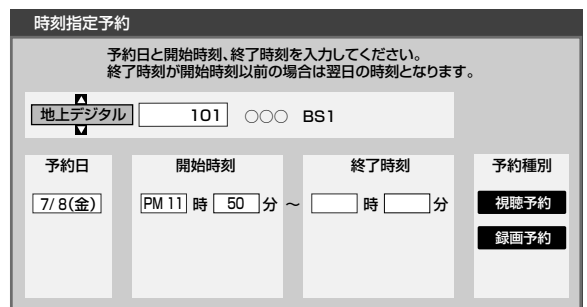 時刻指定予約
予約日と開始時刻、終了時刻を入力してください。
終了時刻が開始時刻以前の場合は翌日の時刻となります。
地上デジタル 101 ○○○ BS1
予約日 開始時刻 終了時刻 予約種別
7/8(金) PM 11 時 50 分 ~ 時 分 視聴予約
録画予約